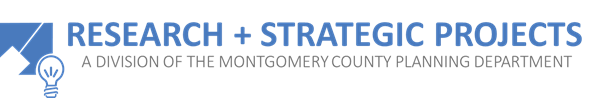 RESEARCH + STRATEGIC PROJECTS
A DIVISION OF THE MONTGOMERY COUNTY PLANNING DEPARTMENT